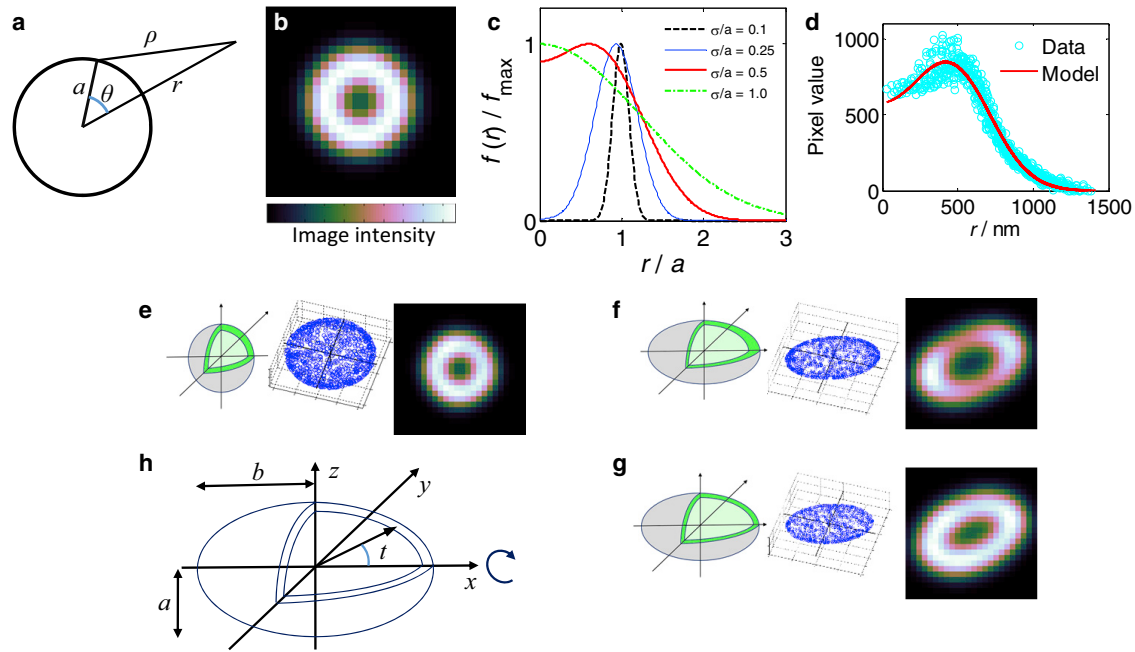 a
ρ
a
θ
r
b
Image intensity
c
f (r) / f max
1
0
0 1 2 3
r / a
σ/a = 0.1
σ/a = 0.25
σ/a = 0.5
σ/a = 1.0
d
Pixel value
1000
500
0
0 500 1000 1500
r / nm
Data
Model
e
f
h
b
z
y
t
x
a
g